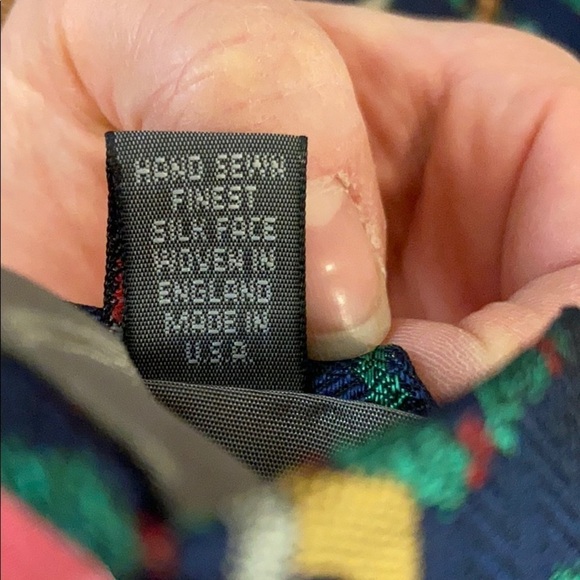 HAND SEWN
FINEST
SILK FACE
WOVEN IN
ENGLAND
MADE IN
U.S.A.